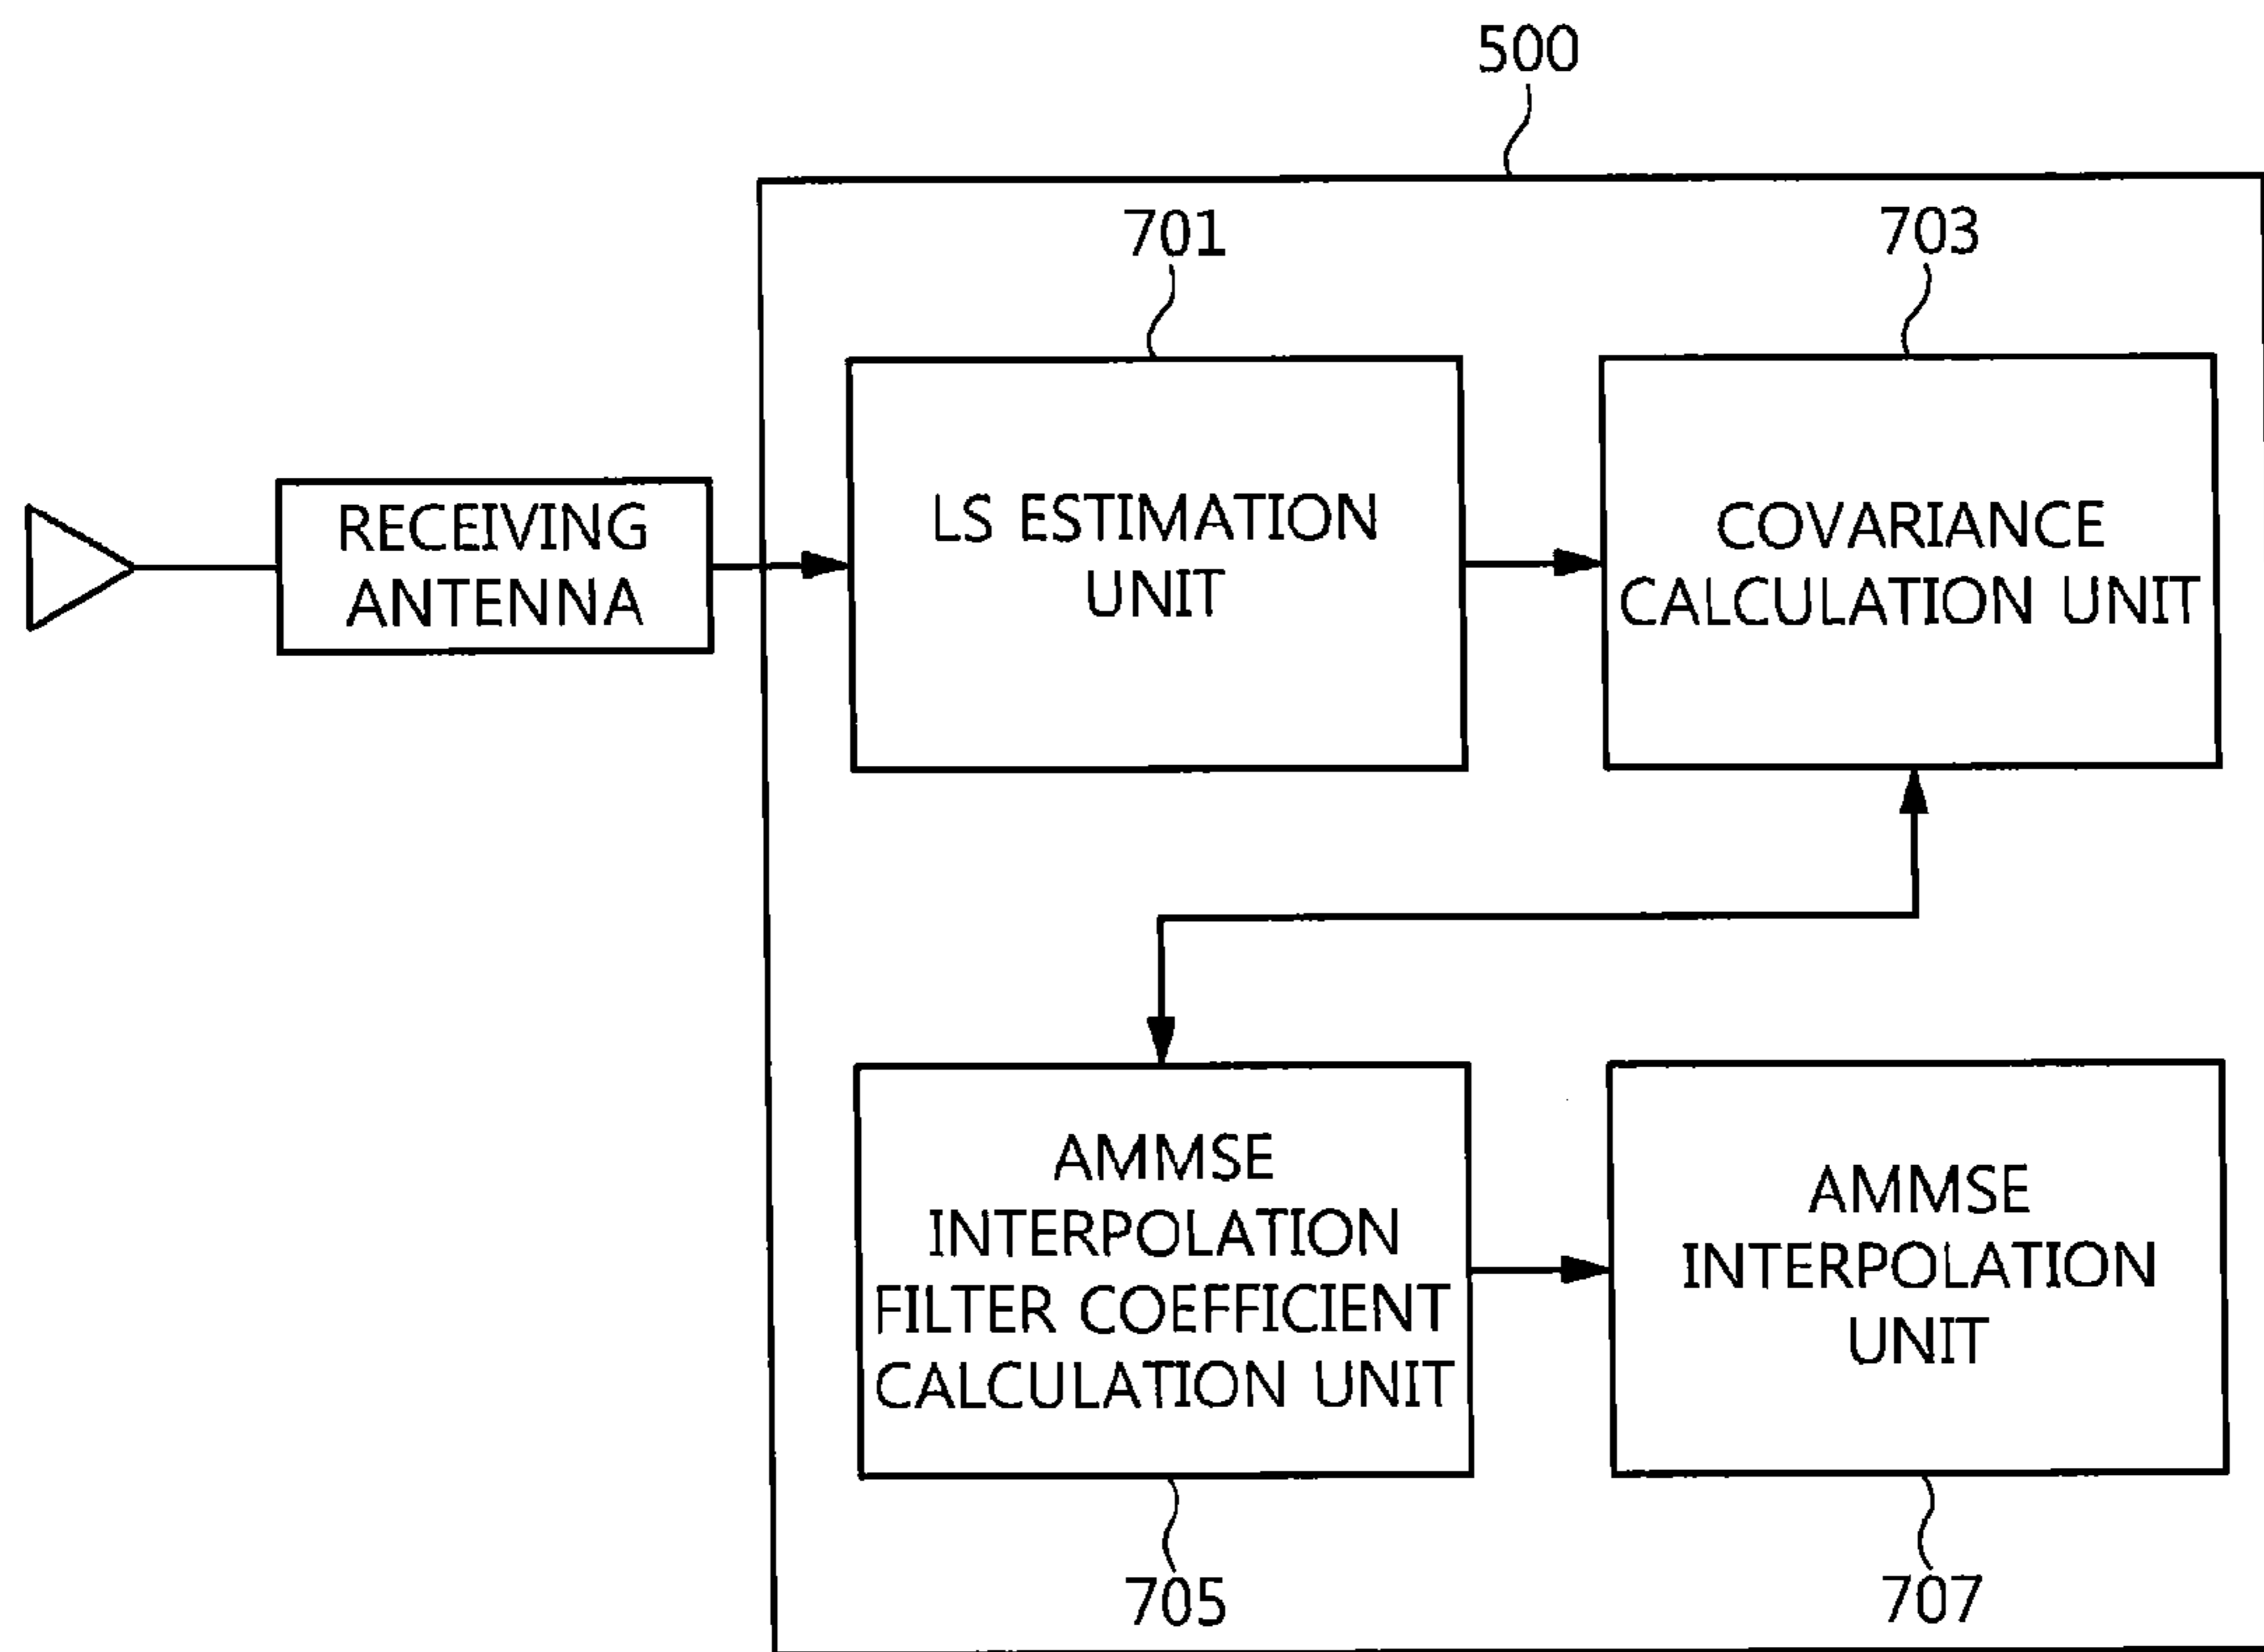 500
701
703
RECEIVING
ANTENNA
LS ESTIMATION
UNIT
COVARIANCE
CALCULATION UNIT
AMMSE
INTERPOLATION
FILTER COEFFICIENT
CALCULATION UNIT
AMMSE
INTERPOLATION
UNIT
705
707